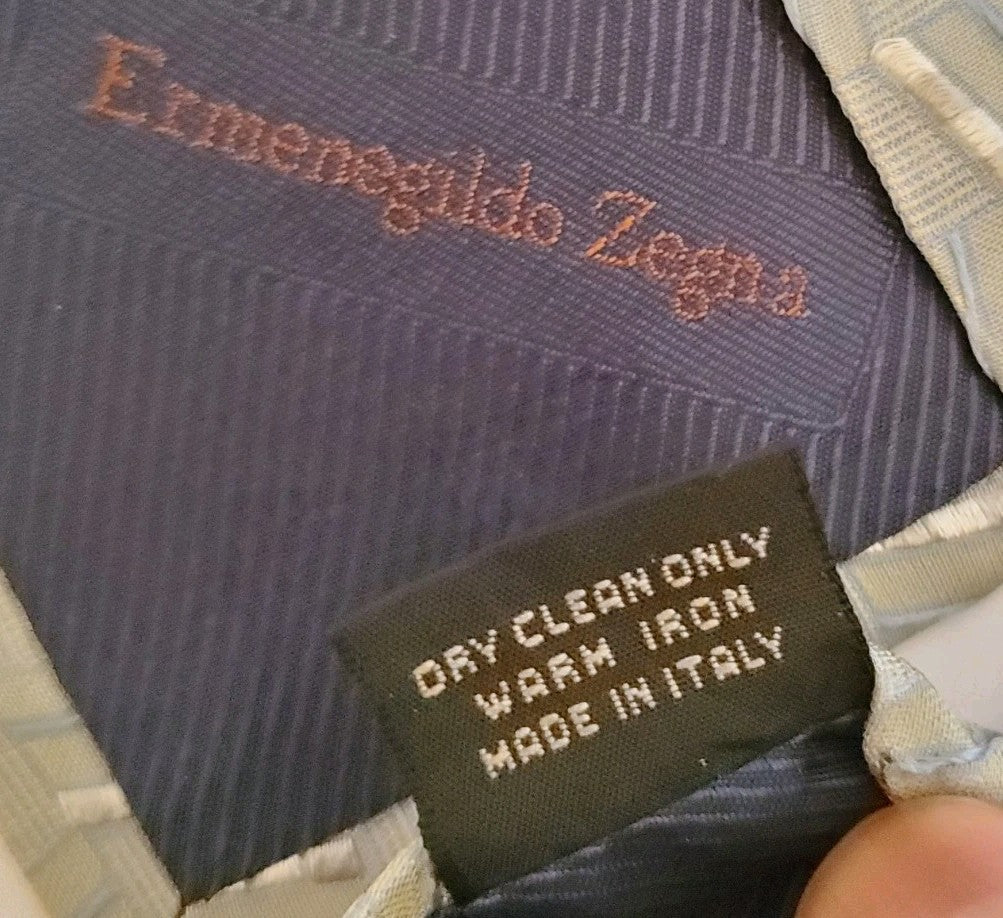 Ermenegildo Zegna
DRY CLEAN ONLY
WARM IRON
MADE IN ITALY